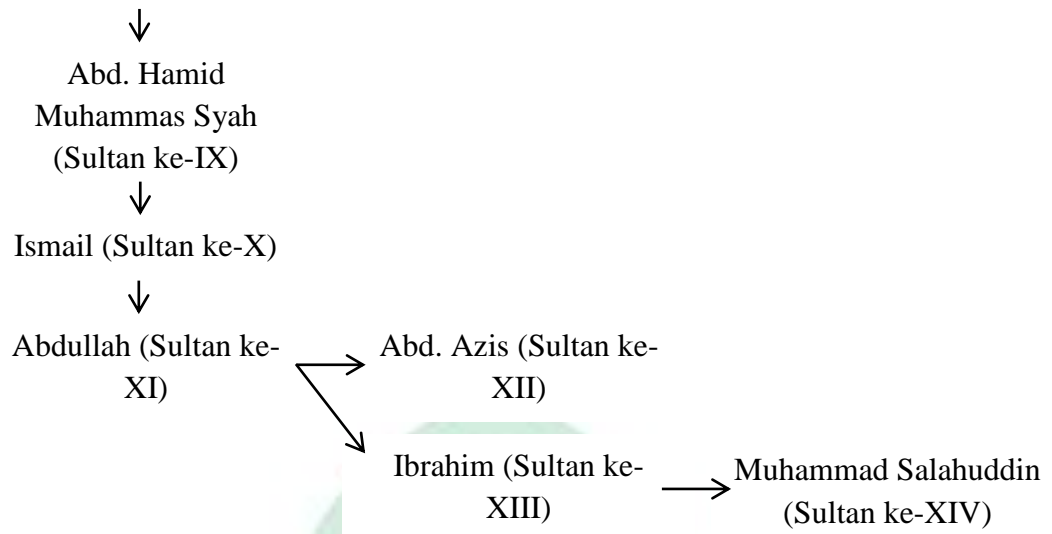 Abd. Hamid
Muhammas Syah
(Sultan ke-IX)
Ismail (Sultan ke-X)
Abdullah (Sultan ke-
XI)
Abd. Azis (Sultan ke-
XII)
Ibrahim (Sultan ke-
XIII)
Muhammad Salahuddin
(Sultan ke-XIV)